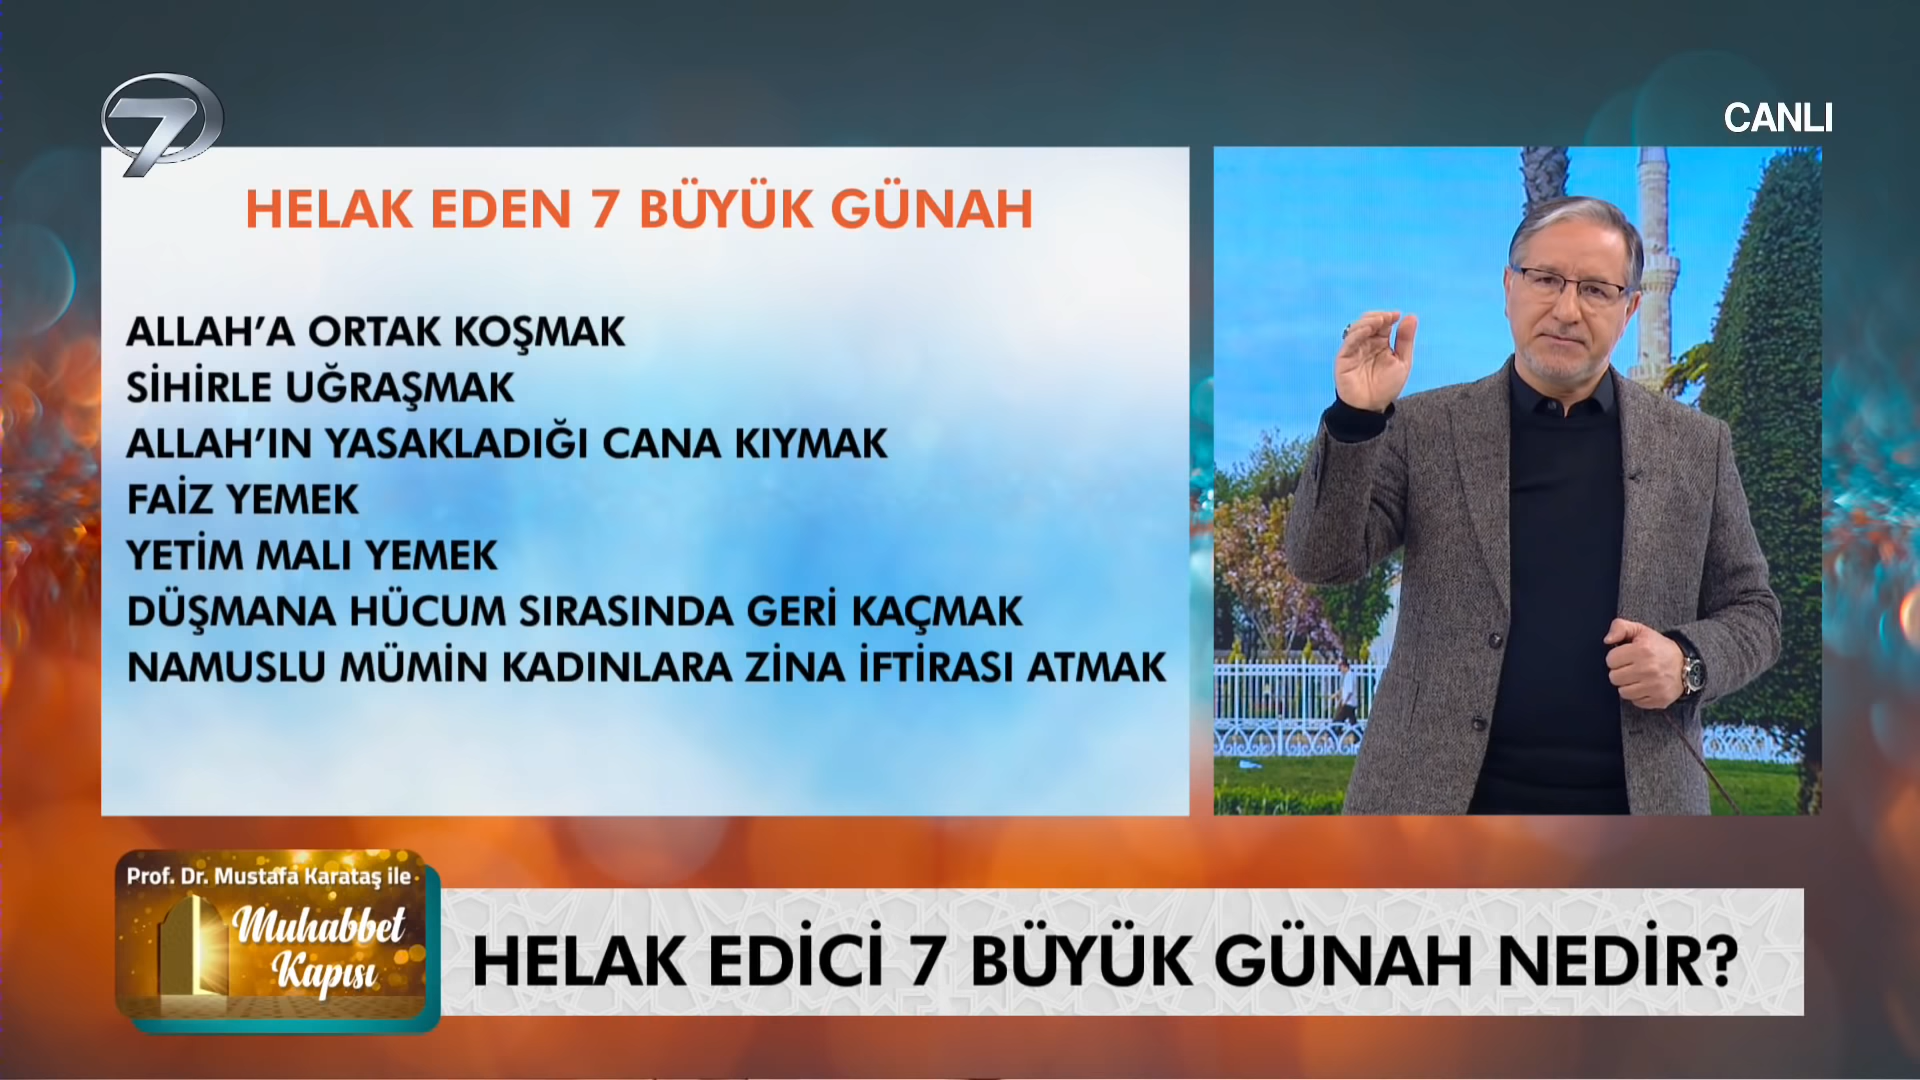 7
CANLI
HELAK EDEN 7 BÜYÜK GÜNAH
ALLAH’A ORTAK KOŞMAK
SİHİRLE UĞRAŞMAK
ALLAH’IN YASAKLADIĞI CANA KIYMAK
FAİZ YEMEK
YETİM MALI YEMEK
DÜŞMANA HÜCUM SIRASINDA GERİ KAÇMAK
NAMUSLU MÜMİN KADINLARA ZİNA İFTİRASI ATMAK
Prof. Dr. Mustafa Karataş ile
Muhabbet
Kapısı
HELAK EDİCİ 7 BÜYÜK GÜNAH NEDİR?